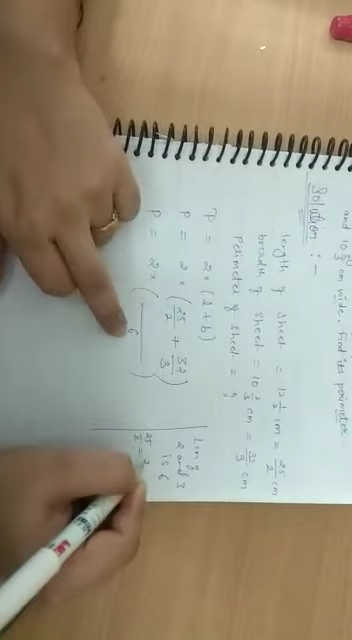 and 10 2/3 cm wide. Find its perimeter.
Solution : -
length of sheet = 12 1/2 cm = 25/2 cm
breadth of sheet = 10 2/3 cm = 32/3 cm
Perimeter of sheet = ?
P = 2 × (l + b)
P = 2 × (25/2 + 32/3)
P = 2 × ( /6 )
Lcm of
2 and 3
is 6
25/2 =